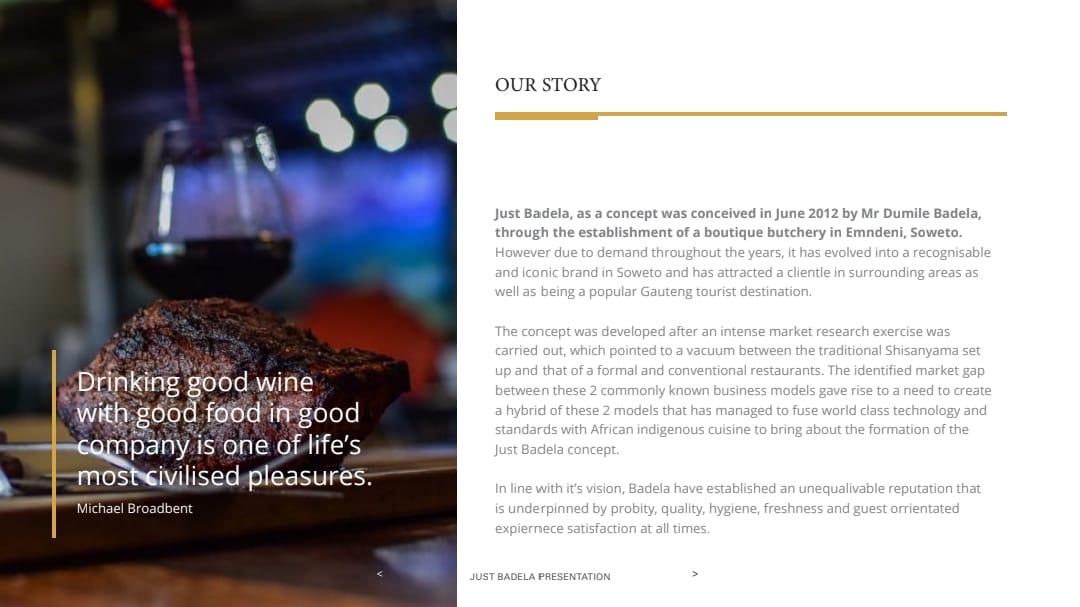 Drinking good wine
with good food in good
company is one of life's
most civilised pleasures.
Michael Broadbent
<
OUR STORY
Just Badela, as a concept was conceived in June 2012 by Mr Dumile Badela,
through the establishment of a boutique butchery in Emndeni, Soweto.
However due to demand throughout the years, it has evolved into a recognisable
and iconic brand in Soweto and has attracted a clientle in surrounding areas as
well as being a popular Gauteng tourist destination.
The concept was developed after an intense market research exercise was
carried out, which pointed to a vacuum between the traditional Shisanyama set
up and that of a formal and conventional restaurants. The identified market gap
between these 2 commonly known business models gave rise to a need to create
a hybrid of these 2 models that has managed to fuse world class technology and
standards with African indigenous cuisine to bring about the formation of the
Just Badela concept.
In line with it's vision, Badela have established an unequalivable reputation that
is underpinned by probity, quality, hygiene, freshness and guest orrientated
expiernece satisfaction at all times.
JUST BADELA PRESENTATION
>